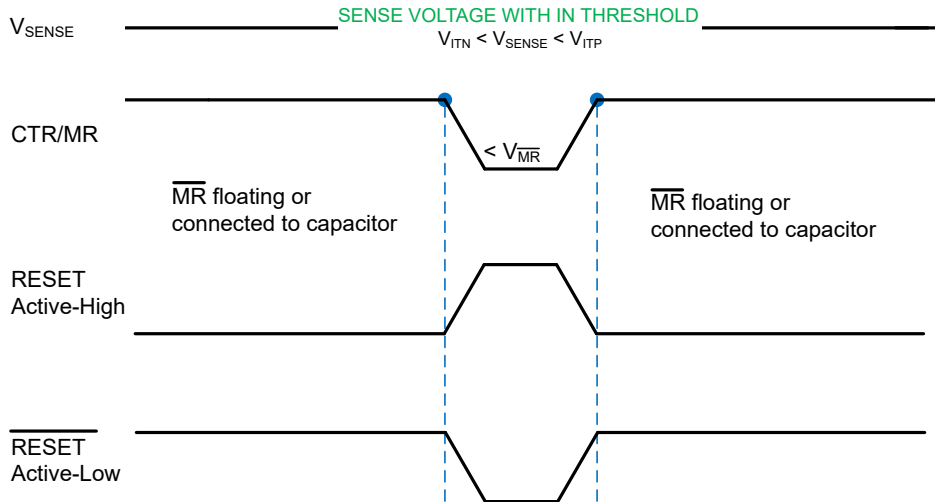 SENSE VOLTAGE WITH IN THRESHOLD
VSENSE
VITN < VSENSE < VITP
CTR/MR
< VMR
MR floating or
connected to capacitor
MR floating or
connected to capacitor
RESET
Active-High
RESET
Active-Low